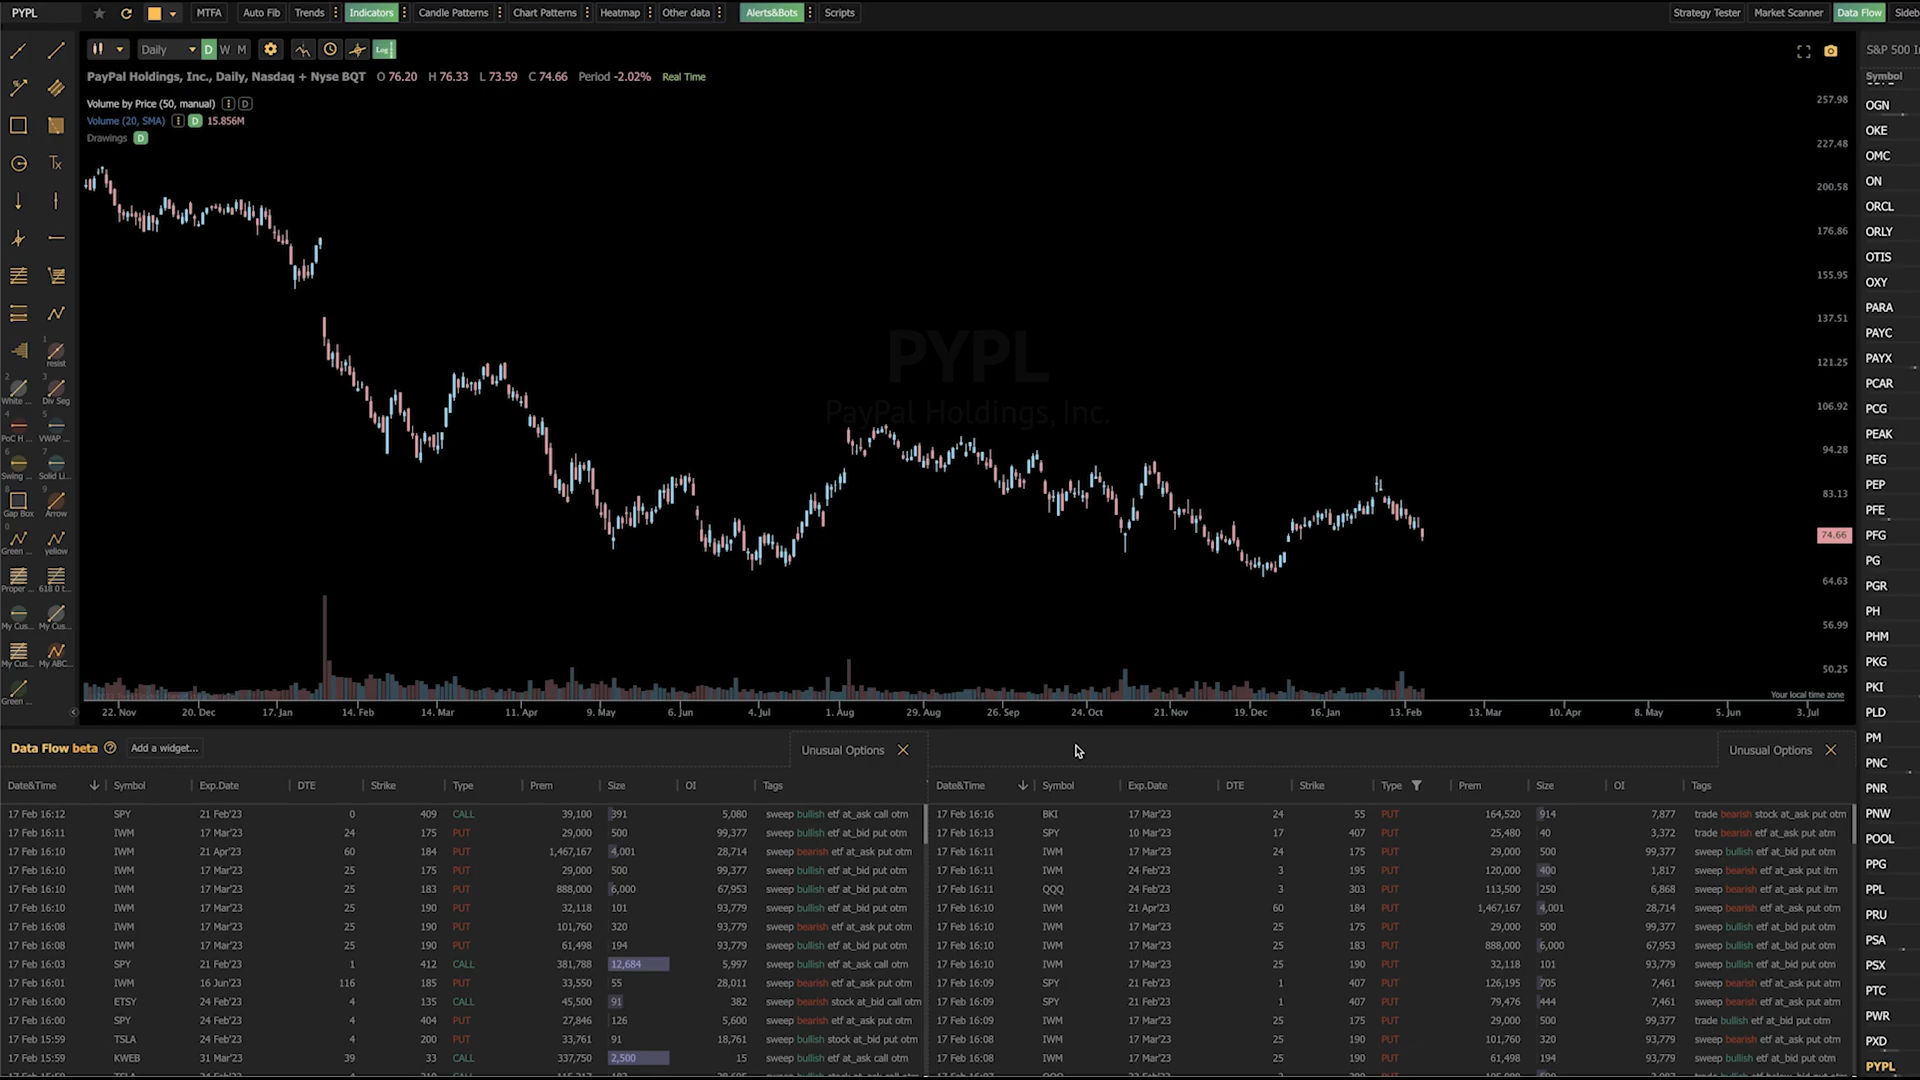 PYPL MTFA Auto Fib Trends Indicators Candle Patterns Chart Patterns Heatmap Other data Alerts&Bots Scripts Strategy Tester Market Scanner Data Flow Sideb
Daily D W M Log
PayPal Holdings, Inc., Daily, Nasdaq + Nyse BQT O 76.20 H 76.33 L 73.59 C 74.66 Period -2.02% Real Time
Volume by Price (50, manual) D
Volume (20, SMA) D 15.856M
Drawings D
PYPL
PayPal Holdings, Inc.
257.98
227.48
200.58
176.86
155.95
137.51
121.25
106.92
94.28
83.13
74.66
64.63
56.99
50.25
Your local time zone
22. Nov 20. Dec 17. Jan 14. Feb 14. Mar 11. Apr 9. May 6. Jun 4. Jul 1. Aug 29. Aug 26. Sep 24. Oct 21. Nov 19. Dec 16. Jan 13. Feb 13. Mar 10. Apr 8. May 5. Jun 3. Jul
Tx
1
resist
2 3
White ... Div Seg
4 5
PoC H ... VWAP ...
6 7
Swing ... Solid Li...
8 9
Gap Box Arrow
0
Green ... yellow
Proper ... 618 0 t...
My Cus... My Cus...
My Cus... My ABC...
Green ...
S&P 500 I
Symbol
OGN
OKE
OMC
ON
ORCL
ORLY
OTIS
OXY
PARA
PAYC
PAYX
PCAR
PCG
PEAK
PEG
PEP
PFE
PFG
PG
PGR
PH
PHM
PKG
PKI
PLD
PM
PNC
PNR
PNW
POOL
PPG
PPL
PRU
PSA
PSX
PTC
PWR
PXD
PYPL
Data Flow beta Add a widget... Unusual Options
Date&Time Symbol Exp.Date DTE Strike Type Prem Size OI Tags
17 Feb 16:12 SPY 21 Feb'23 0 409 CALL 39,100 391 5,080 sweep bullish etf at_ask call otm
17 Feb 16:11 IWM 17 Mar'23 24 175 PUT 29,000 500 99,377 sweep bullish etf at_bid put otm
17 Feb 16:10 IWM 21 Apr'23 60 184 PUT 1,467,167 4,001 28,714 sweep bearish etf at_ask put otm
17 Feb 16:10 IWM 17 Mar'23 25 175 PUT 29,000 500 99,377 sweep bullish etf at_bid put otm
17 Feb 16:10 IWM 17 Mar'23 25 183 PUT 888,000 6,000 67,953 sweep bullish etf at_bid put otm
17 Feb 16:10 IWM 17 Mar'23 25 190 PUT 32,118 101 93,779 sweep bullish etf at_bid put otm
17 Feb 16:08 IWM 17 Mar'23 25 190 PUT 101,760 320 93,779 sweep bearish etf at_ask put otm
17 Feb 16:08 IWM 17 Mar'23 25 190 PUT 61,498 194 93,779 sweep bullish etf at_bid put otm
17 Feb 16:03 SPY 21 Feb'23 1 412 CALL 381,788 12,684 5,997 sweep bullish etf at_ask call otm
17 Feb 16:01 IWM 16 Jun'23 116 185 PUT 33,550 55 28,011 sweep bearish etf at_ask put otm
17 Feb 16:00 ETSY 24 Feb'23 4 135 CALL 45,500 91 382 sweep bearish stock at_bid call otm
17 Feb 16:00 SPY 24 Feb'23 4 404 PUT 27,846 126 5,600 sweep bearish etf at_ask put otm
17 Feb 15:59 TSLA 24 Feb'23 4 200 PUT 33,761 91 18,761 sweep bullish stock at_bid put otm
17 Feb 15:59 KWEB 31 Mar'23 39 33 CALL 337,750 2,500 15 sweep bullish etf at_ask call otm
Unusual Options
Date&Time Symbol Exp.Date DTE Strike Type Prem Size OI Tags
17 Feb 16:16 BKI 17 Mar'23 24 55 PUT 164,520 914 7,877 trade bearish stock at_ask put otm
17 Feb 16:13 SPY 10 Mar'23 17 407 PUT 25,480 40 3,372 trade bearish etf at_ask put atm
17 Feb 16:11 IWM 17 Mar'23 24 175 PUT 29,000 500 99,377 sweep bullish etf at_bid put otm
17 Feb 16:11 IWM 24 Feb'23 3 195 PUT 120,000 400 1,817 sweep bearish etf at_ask put itm
17 Feb 16:11 QQQ 24 Feb'23 3 303 PUT 113,500 250 6,868 sweep bearish etf at_ask put itm
17 Feb 16:10 IWM 21 Apr'23 60 184 PUT 1,467,167 4,001 28,714 sweep bearish etf at_ask put otm
17 Feb 16:10 IWM 17 Mar'23 25 175 PUT 29,000 500 99,377 sweep bullish etf at_bid put otm
17 Feb 16:10 IWM 17 Mar'23 25 183 PUT 888,000 6,000 67,953 sweep bullish etf at_bid put otm
17 Feb 16:10 IWM 17 Mar'23 25 190 PUT 32,118 101 93,779 sweep bullish etf at_bid put otm
17 Feb 16:09 SPY 21 Feb'23 1 407 PUT 126,195 705 7,461 sweep bearish etf at_ask put atm
17 Feb 16:09 SPY 21 Feb'23 1 407 PUT 79,476 444 7,461 sweep bearish etf at_ask put atm
17 Feb 16:09 IWM 17 Mar'23 25 175 PUT 29,000 500 99,377 trade bullish etf at_bid put otm
17 Feb 16:08 IWM 17 Mar'23 25 190 PUT 101,760 320 93,779 sweep bearish etf at_ask put otm
17 Feb 16:08 IWM 17 Mar'23 25 190 PUT 61,498 194 93,779 sweep bullish etf at_bid put otm